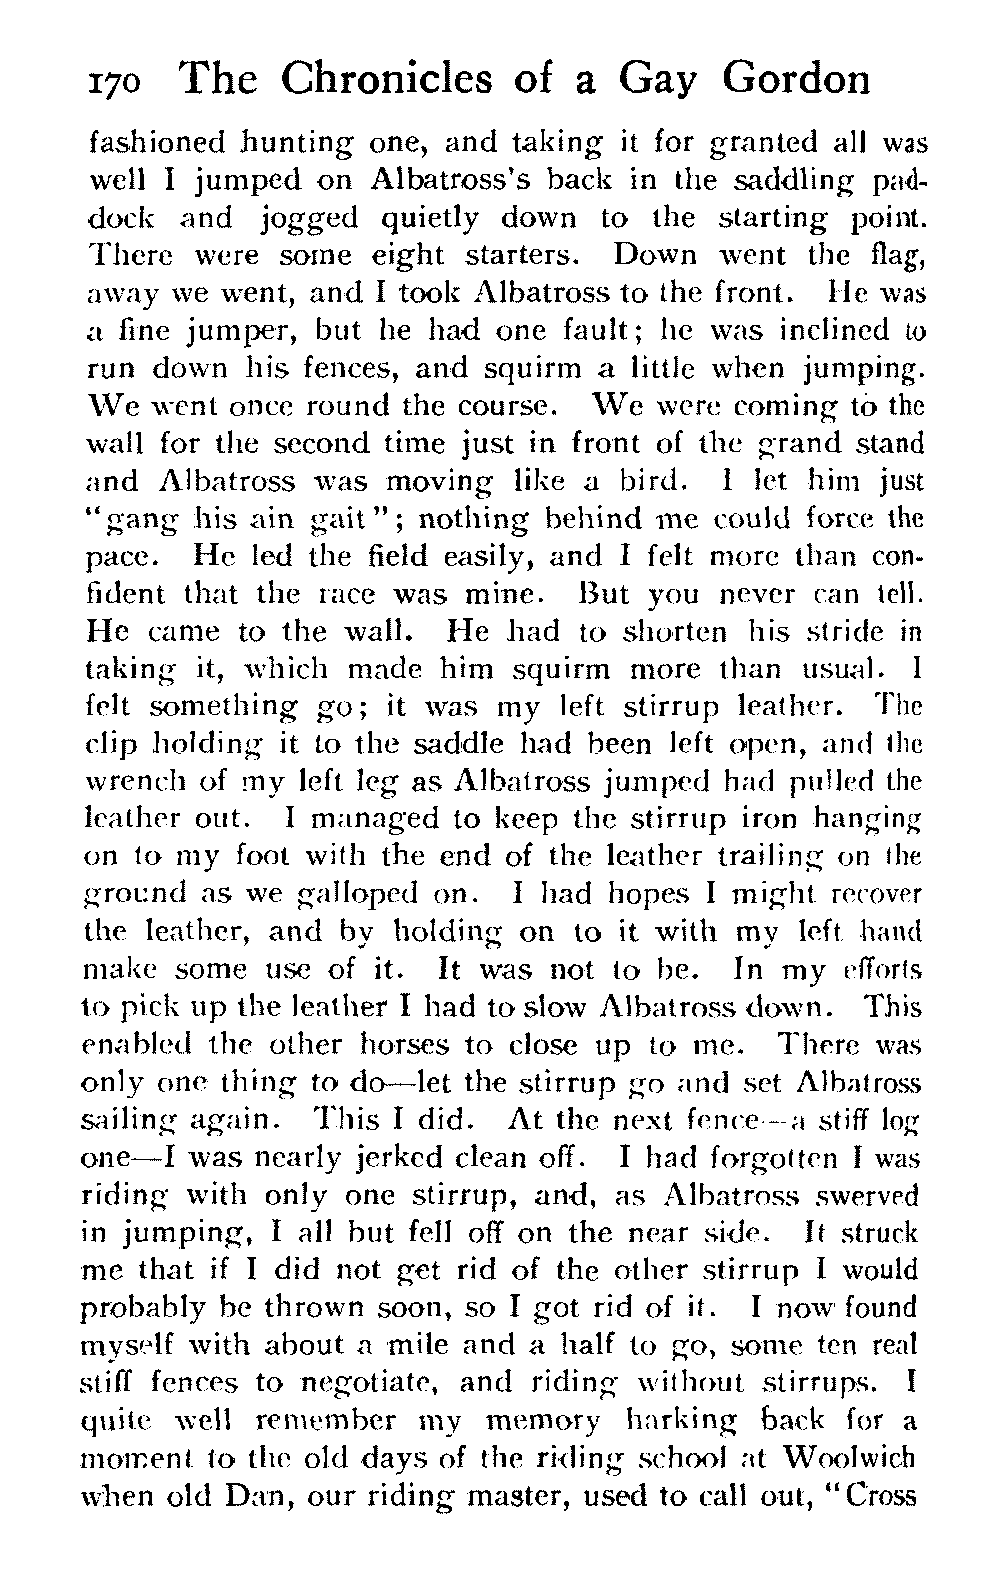 170 The Chronicles of a Gay Gordon
fashioned hunting one, and taking it for granted all was
well I jumped on Albatross's back in the saddling pad-
dock and jogged quietly down to the starting point.
There were some eight starters. Down went the flag,
away we went, and I took Albatross to the front. He was
a fine jumper, but he had one fault; he was inclined to
run down his fences, and squirm a little when jumping.
We went once round the course. We were coming to the
wall for the second time just in front of the grand stand
and Albatross was moving like a bird. I let him just
"gang his ain gait"; nothing behind me could force the
pace. He led the field easily, and I felt more than con-
fident that the race was mine. But you never can tell.
He came to the wall. He had to shorten his stride in
taking it, which made him squirm more than usual. I
felt something go; it was my left stirrup leather. The
clip holding it to the saddle had been left open, and the
wrench of my left leg as Albatross jumped had pulled the
leather out. I managed to keep the stirrup iron hanging
on to my foot with the end of the leather trailing on the
ground as we galloped on. I had hopes I might recover
the leather, and by holding on to it with my left hand
make some use of it. It was not to be. In my efforts
to pick up the leather I had to slow Albatross down. This
enabled the other horses to close up to me. There was
only one thing to do—let the stirrup go and set Albatross
sailing again. This I did. At the next fence—a stiff log
one—I was nearly jerked clean off. I had forgotten I was
riding with only one stirrup, and, as Albatross swerved
in jumping, I all but fell off on the near side. It struck
me that if I did not get rid of the other stirrup I would
probably be thrown soon, so I got rid of it. I now found
myself with about a mile and a half to go, some ten real
stiff fences to negotiate, and riding without stirrups. I
quite well remember my memory harking back for a
moment to the old days of the riding school at Woolwich
when old Dan, our riding master, used to call out, "Cross